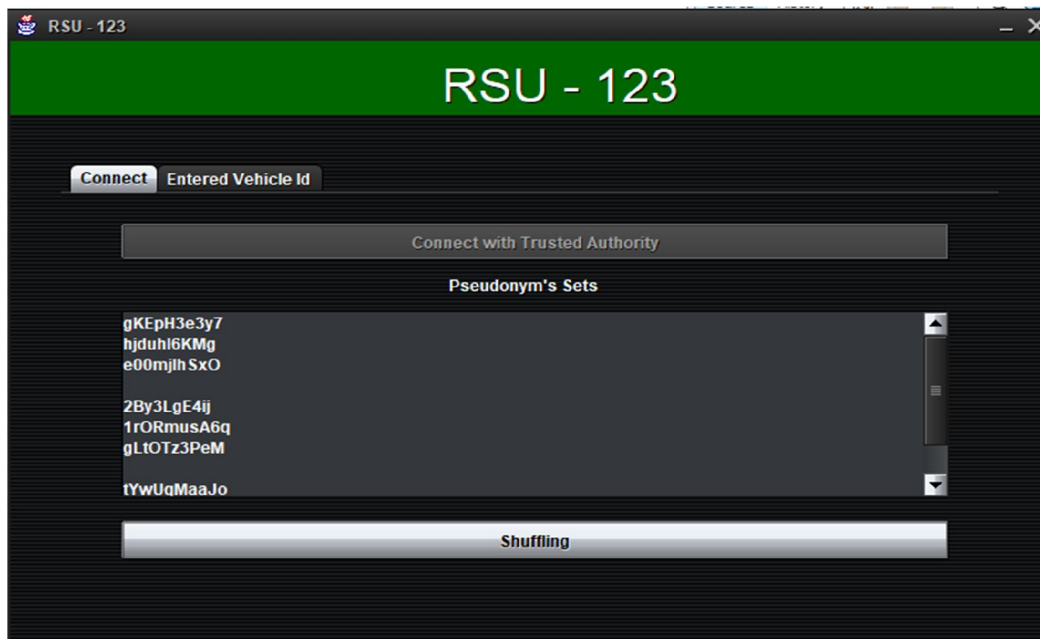 RSU - 123
RSU - 123
Connect
Entered Vehicle Id
Connect with Trusted Authority
Pseudonym's Sets
gKEpH3e3y7
hjduhl6KMg
e00mjlhSxO
2By3LgE4ij
1rORmusA6q
gLtOTz3PeM
tYwUqMaaJo
Shuffling